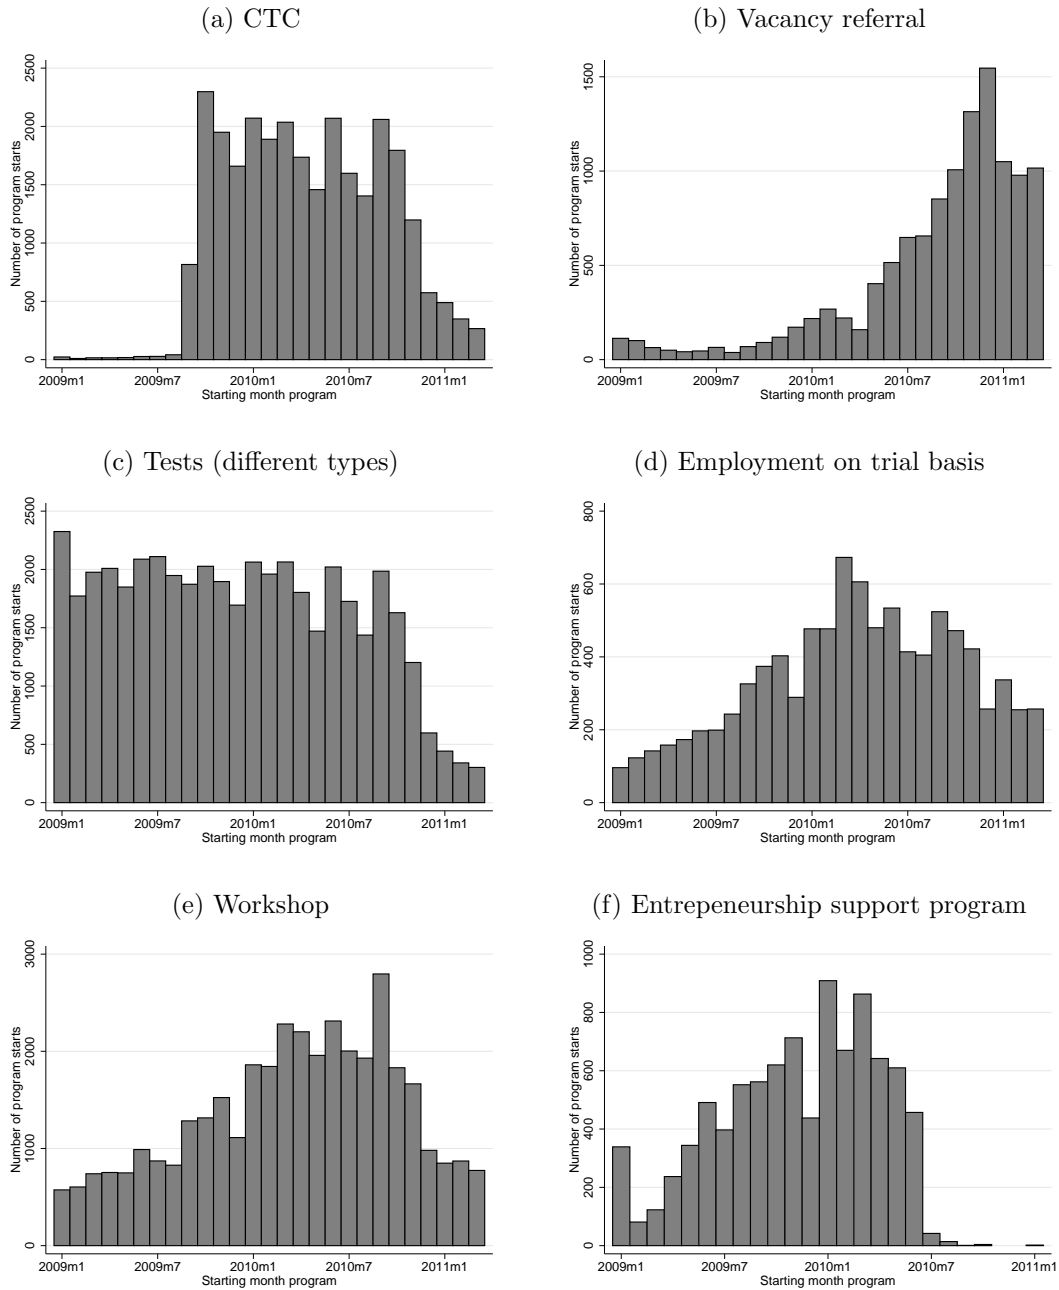 (a) CTC
Number of program starts
2500
2000
1500
1000
500
0
2009m1 2009m7 2010m1 2010m7 2011m1
Starting month program
(b) Vacancy referral
Number of program starts
1500
1000
500
0
2009m1 2009m7 2010m1 2010m7 2011m1
Starting month program
(c) Tests (different types)
Number of program starts
2500
2000
1500
1000
500
0
2009m1 2009m7 2010m1 2010m7 2011m1
Starting month program
(d) Employment on trial basis
Number of program starts
800
600
400
200
0
2009m1 2009m7 2010m1 2010m7 2011m1
Starting month program
(e) Workshop
Number of program starts
3000
2000
1000
0
2009m1 2009m7 2010m1 2010m7 2011m1
Starting month program
(f) Entrepeneurship support program
Number of program starts
1000
800
600
400
200
0
2009m1 2009m7 2010m1 2010m7 2011m1
Starting month program